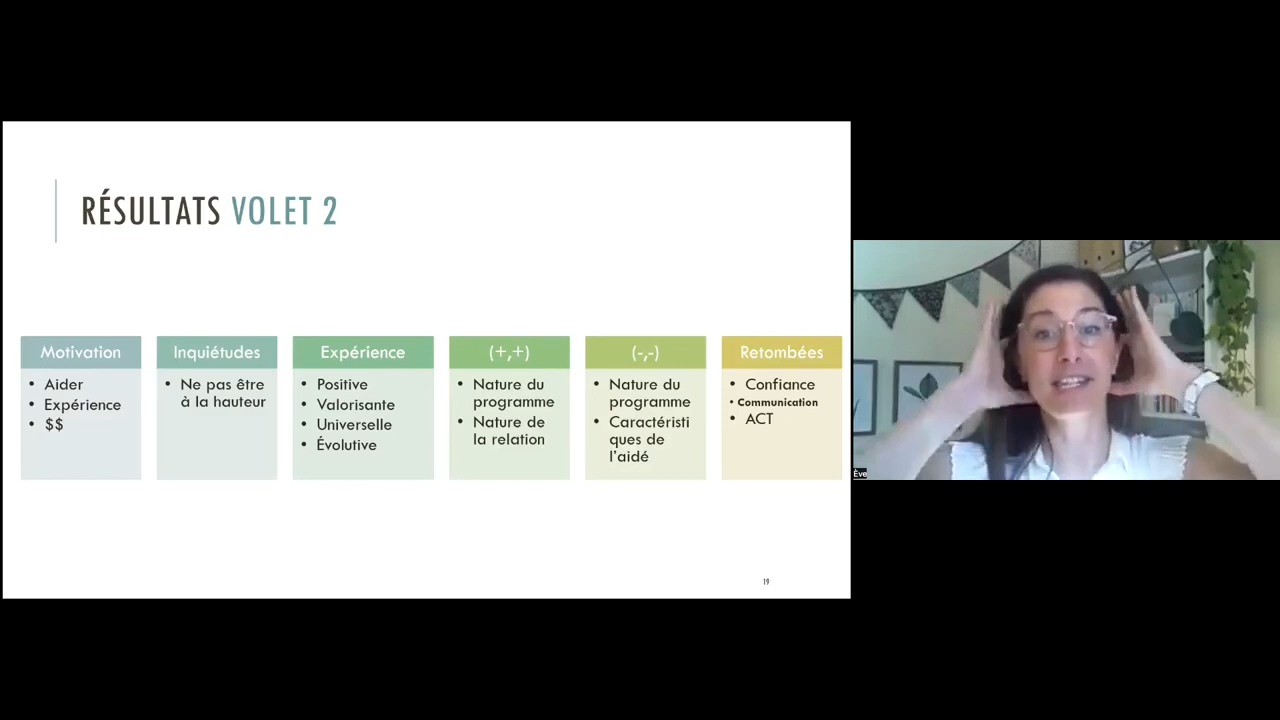 RÉSULTATS VOLET 2
Motivation
• Aider
• Expérience
• $$
Inquiétudes
• Ne pas être
à la hauteur
Expérience
• Positive
• Valorisante
• Universelle
• Évolutive
(+,+)
• Nature du
programme
• Nature de
la relation
(-,-)
• Nature du
programme
• Caractéristi
ques de
l'aidé
Retombées
• Confiance
• Communication
• ACT
19
Ève